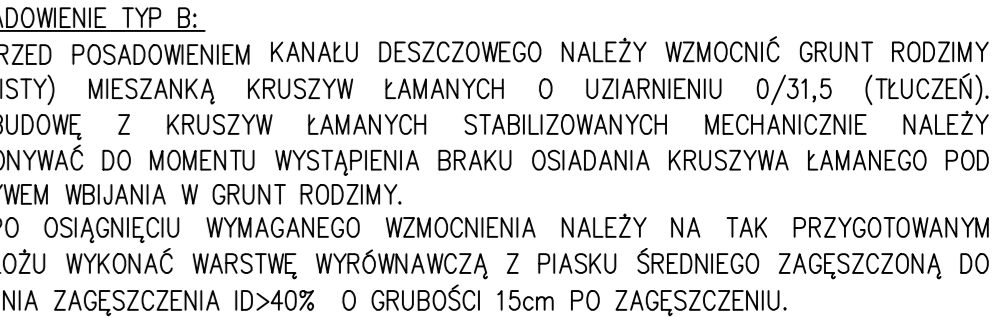 ADOWIENIE TYP B:
RZED POSADOWIENIEM KANAŁU DESZCZOWEGO NALEŻY WZMOCNIĆ GRUNT RODZIMY
ISTY) MIESZANKĄ KRUSZYW ŁAMANYCH O UZIARNIENIU 0/31,5 (TŁUCZEŃ).
BUDOWĘ Z KRUSZYW ŁAMANYCH STABILIZOWANYCH MECHANICZNIE NALEŻY
ONYWAĆ DO MOMENTU WYSTĄPIENIA BRAKU OSIADANIA KRUSZYWA ŁAMANEGO POD
YWEM WBIJANIA W GRUNT RODZIMY.
PO OSIĄGNIĘCIU WYMAGANEGO WZMOCNIENIA NALEŻY NA TAK PRZYGOTOWANYM
ŁOŻU WYKONAĆ WARSTWĘ WYRÓWNAWCZĄ Z PIASKU ŚREDNIEGO ZAGĘSZCZONĄ DO
NIA ZAGĘSZCZENIA ID>40% O GRUBOŚCI 15cm PO ZAGĘSZCZENIU.